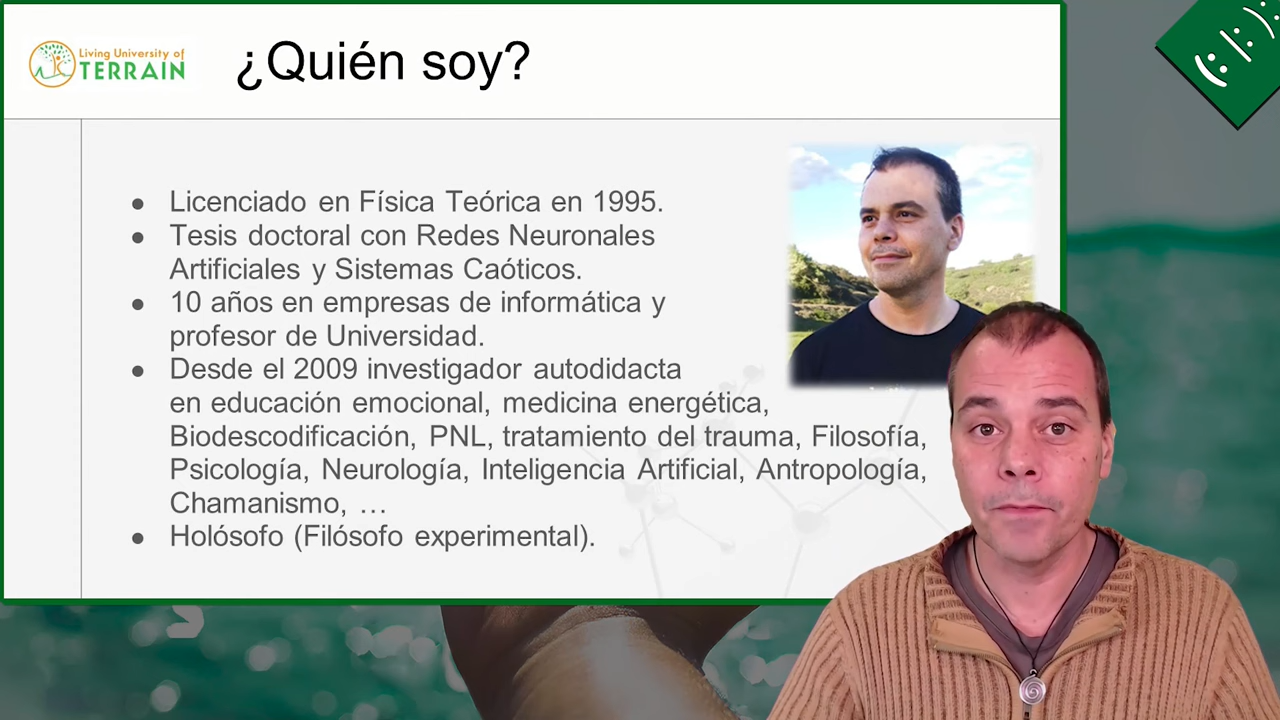 Living University of
TERRAIN
¿Quién soy?
● Licenciado en Física Teórica en 1995.
● Tesis doctoral con Redes Neuronales
Artificiales y Sistemas Caóticos.
● 10 años en empresas de informática y
profesor de Universidad.
● Desde el 2009 investigador autodidacta
en educación emocional, medicina energética,
Biodescodificación, PNL, tratamiento del trauma, Filosofía,
Psicología, Neurología, Inteligencia Artificial, Antropología,
Chamanismo, …
● Holósofo (Filósofo experimental).